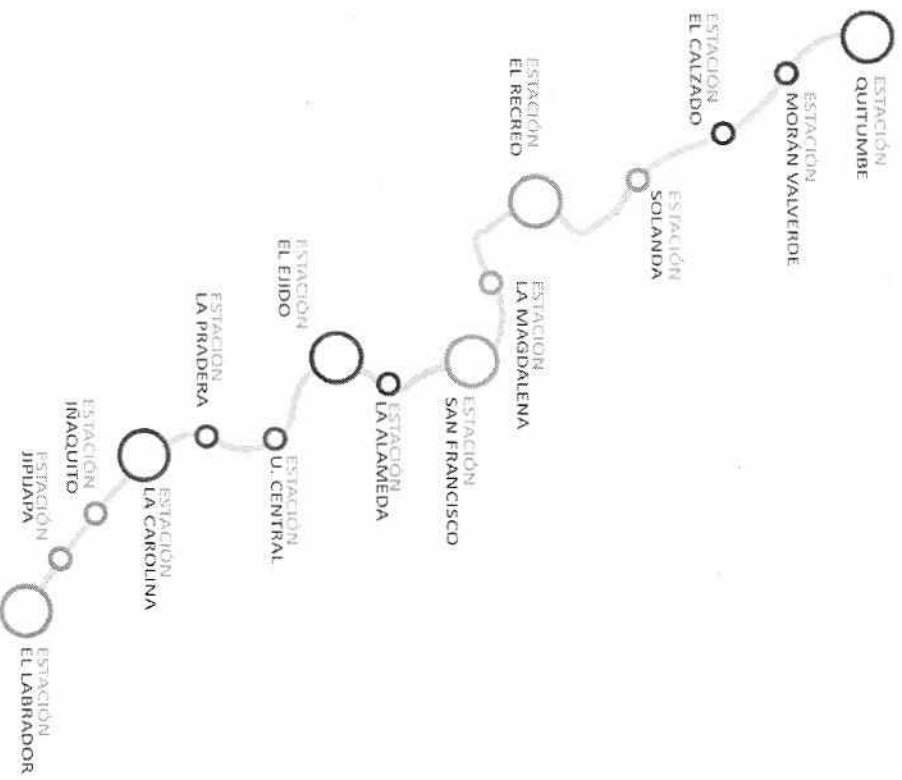 ESTACIÓN
QUITUMBE
ESTACIÓN
MORÁN VALVERDE
ESTACIÓN
EL CALZADO
ESTACIÓN
SOLANDA
ESTACIÓN
EL RECREO
ESTACIÓN
LA MAGDALENA
ESTACIÓN
SAN FRANCISCO
ESTACIÓN
LA ALAMEDA
ESTACIÓN
EL EJIDO
ESTACIÓN
U. CENTRAL
ESTACIÓN
LA PRADERA
ESTACIÓN
LA CAROLINA
ESTACIÓN
IÑAQUITO
ESTACIÓN
JIPIJAPA
ESTACIÓN
EL LABRADOR